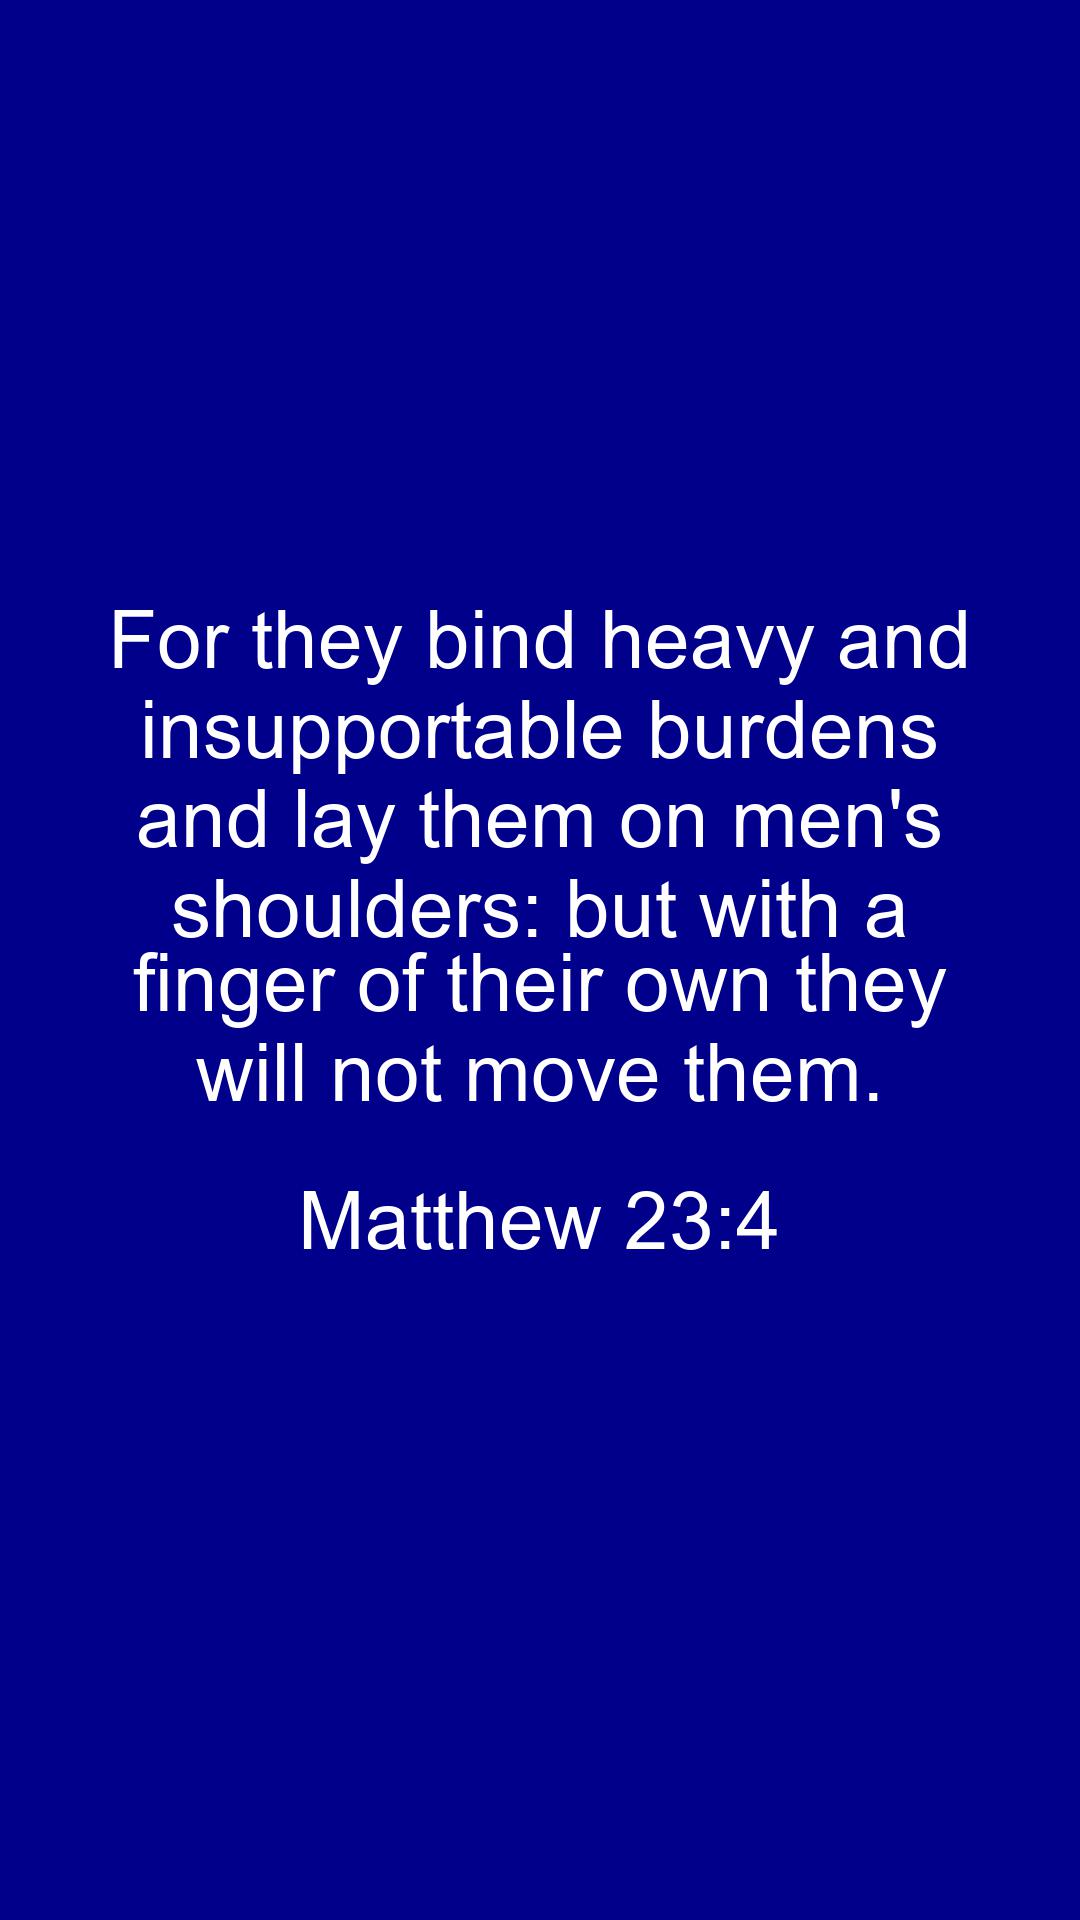 For they bind heavy and
insupportable burdens
and lay them on men's
shoulders: but with a
finger of their own they
will not move them.
Matthew 23:4